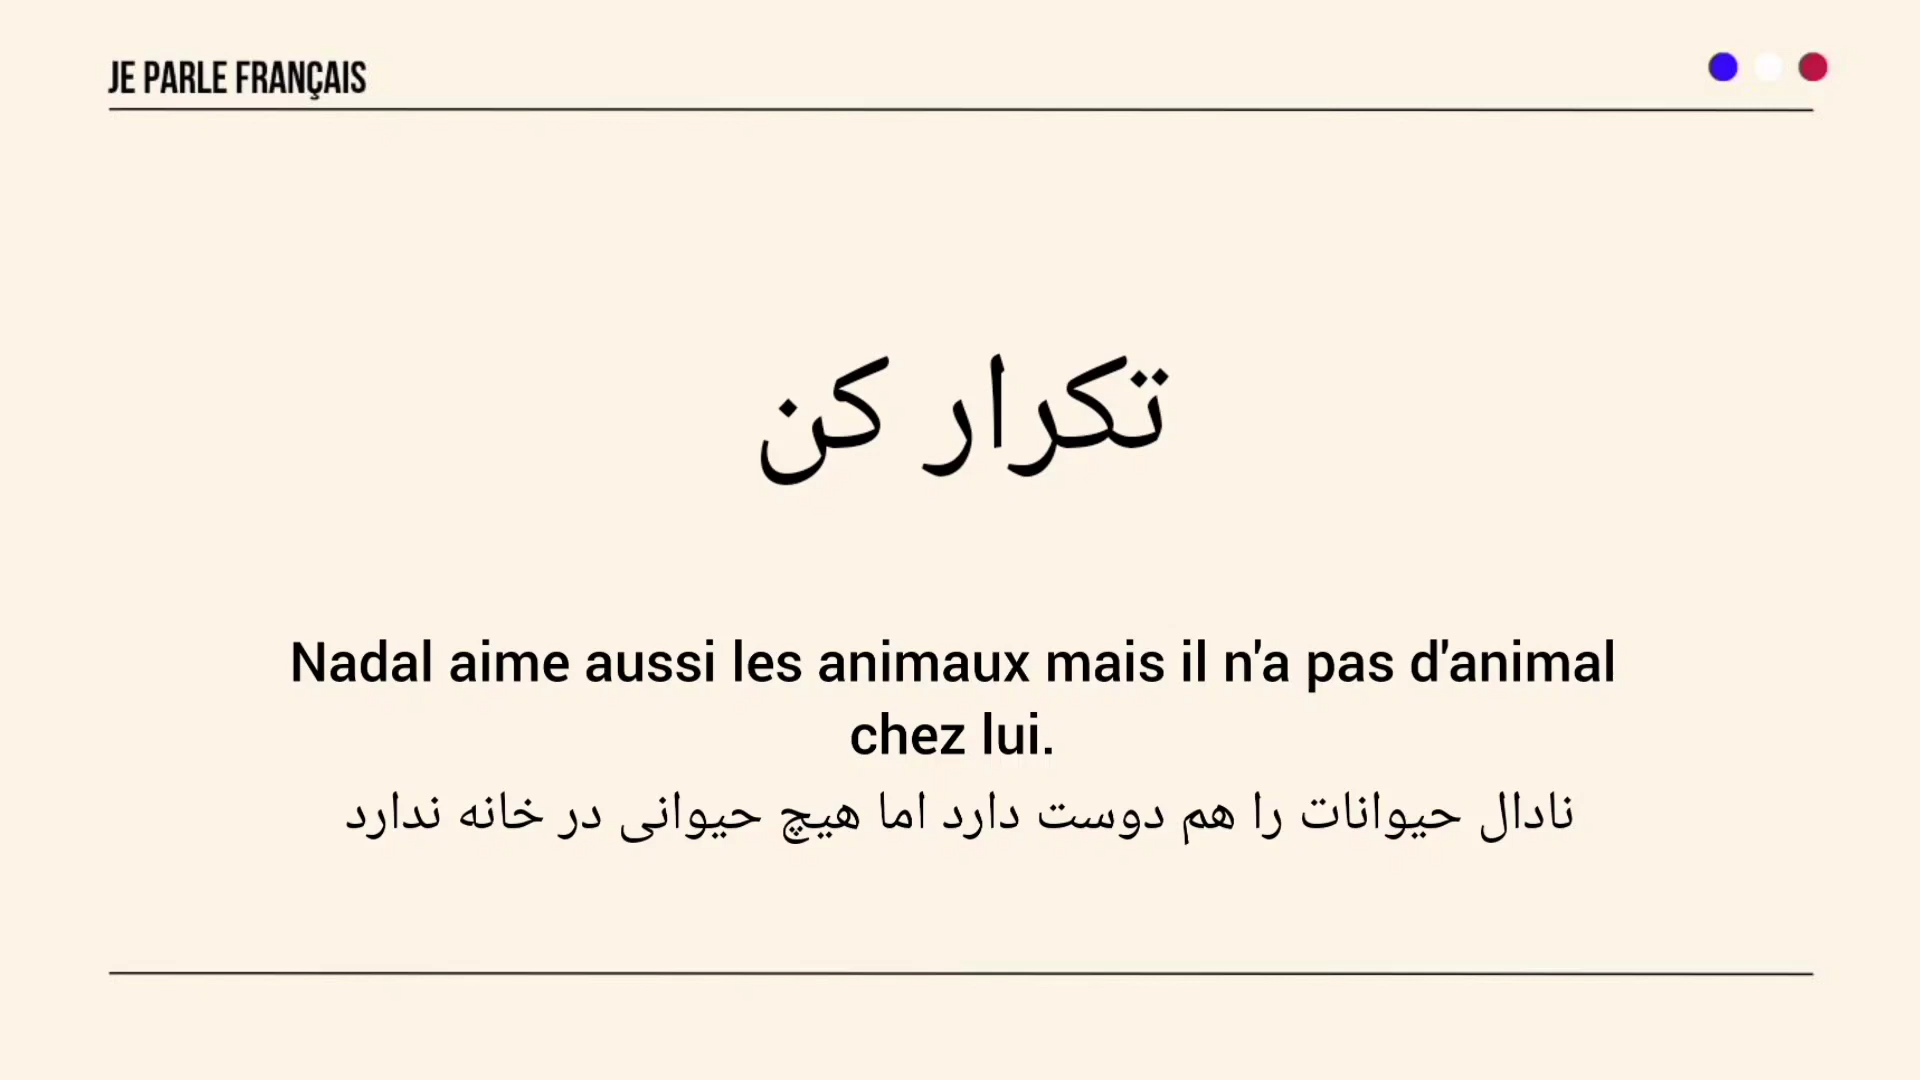 JE PARLE FRANÇAIS
تکرار کن
Nadal aime aussi les animaux mais il n'a pas d'animal
chez lui.
نادال حیوانات را هم دوست دارد اما هیچ حیوانی در خانه ندارد